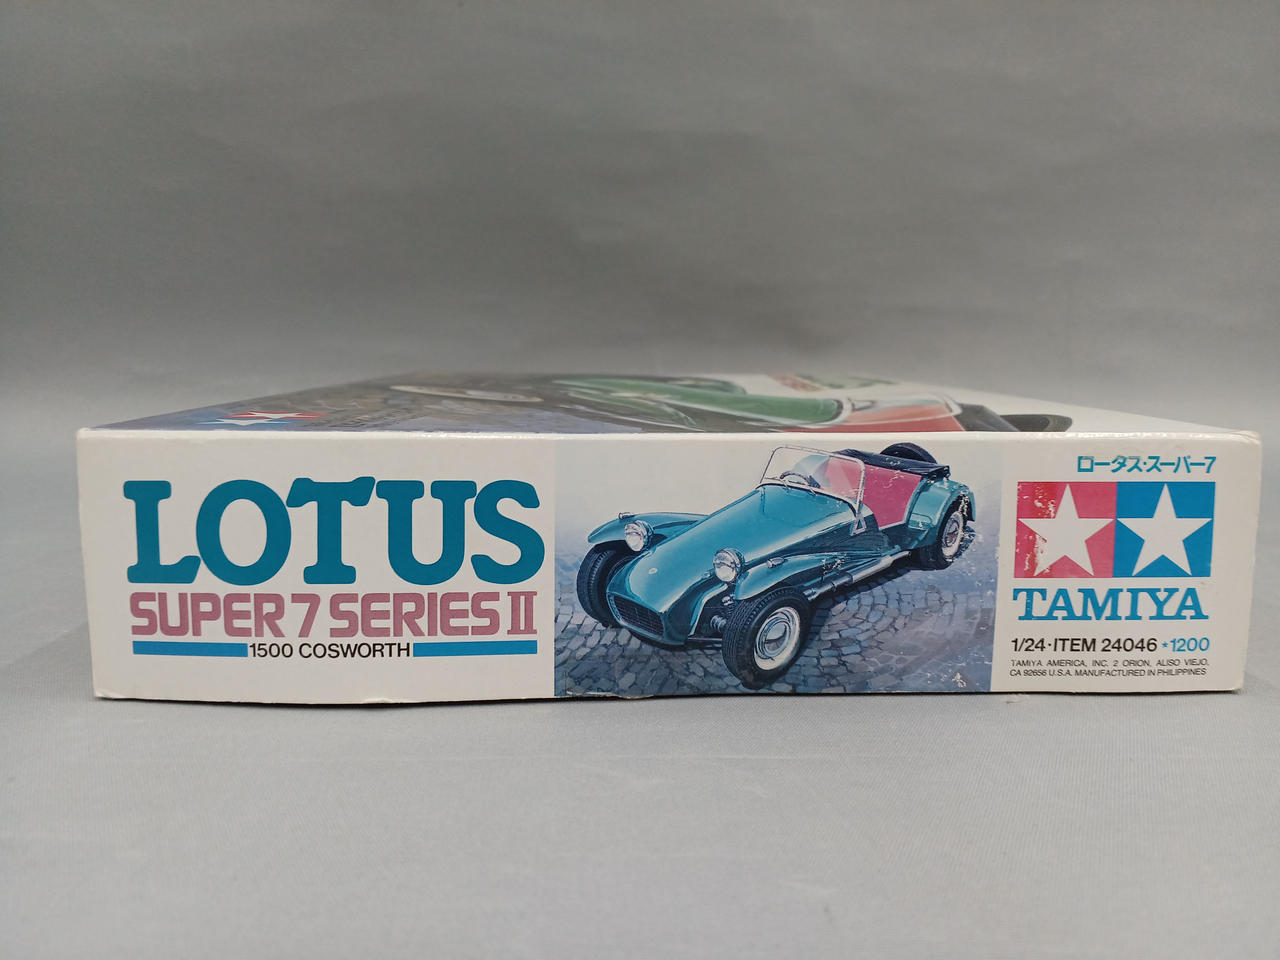 LOTUS
SUPER 7 SERIES II
1500 COSWORTH
ロータス・スーパー7
TAMIYA
1/24・ITEM 24046 ★1200
TAMIYA AMERICA, INC. 2 ORION, ALISO VIEJO,
CA 92656 U.S.A. MANUFACTURED IN PHILIPPINES